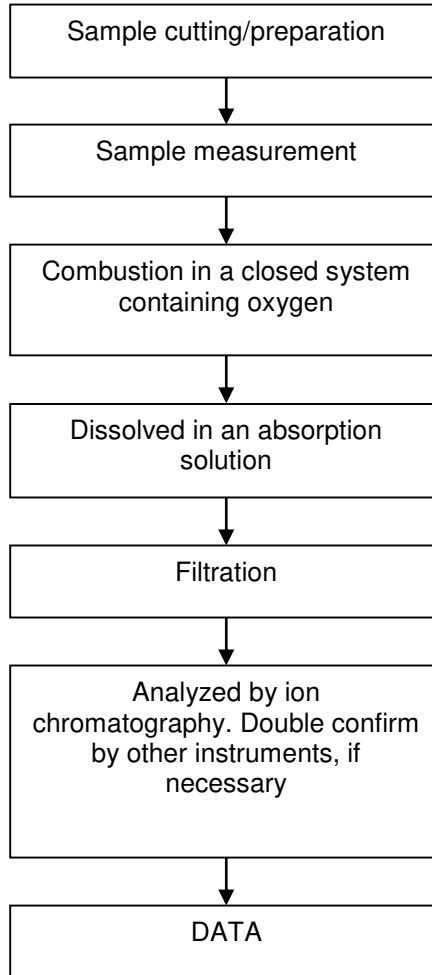 Sample cutting/preparation
Sample measurement
Combustion in a closed system
containing oxygen
Dissolved in an absorption
solution
Filtration
Analyzed by ion
chromatography. Double confirm
by other instruments, if
necessary
DATA